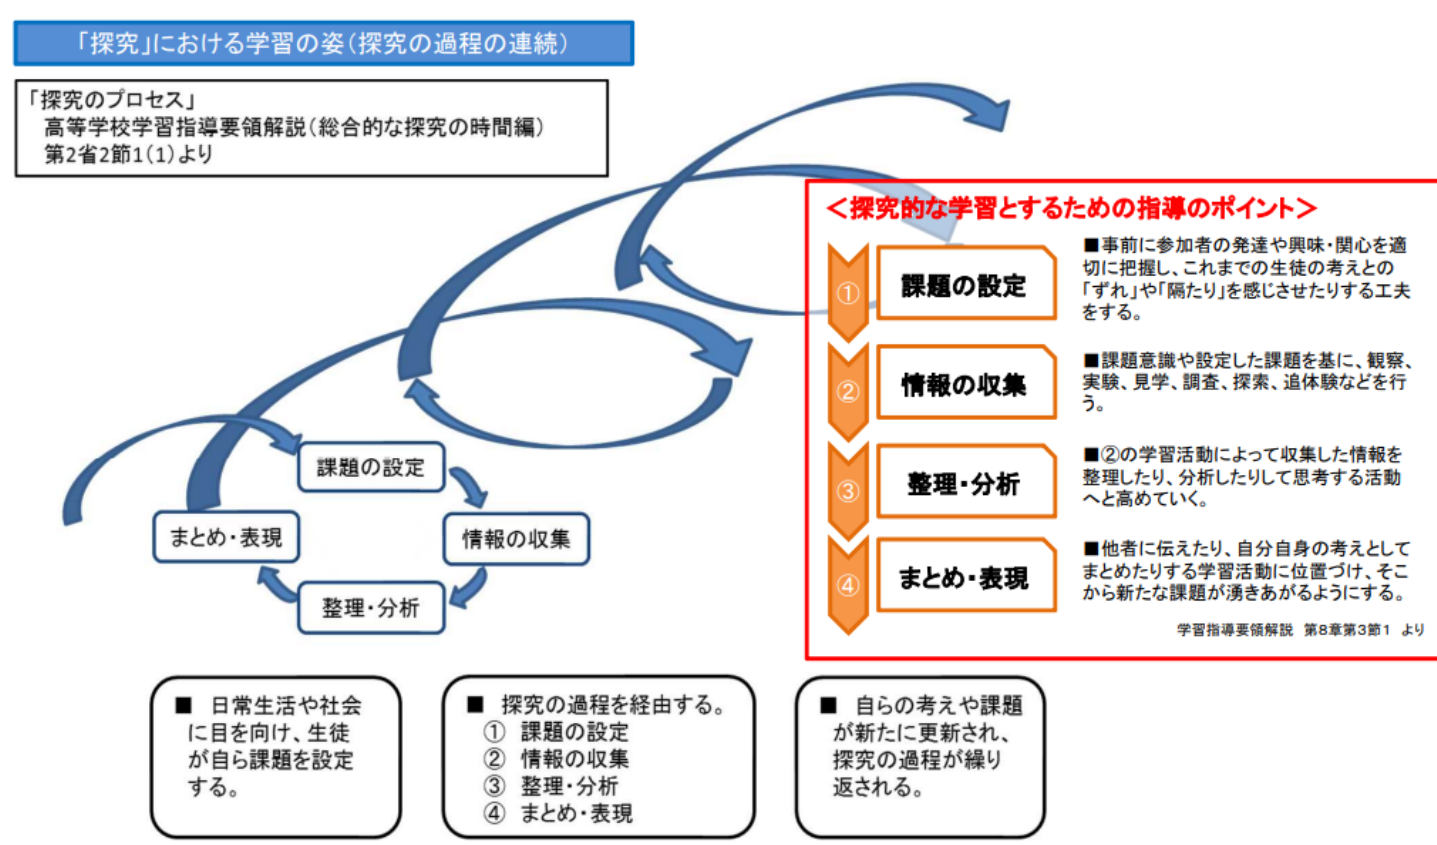 「探究」における学習の姿(探究の過程の連続)
「探究のプロセス」
高等学校学習指導要領解説(総合的な探究の時間編)
第2省2節1(1)より
課題の設定
情報の収集
整理・分析
まとめ・表現
<探究的な学習とするための指導のポイント>
①
課題の設定
■事前に参加者の発達や興味・関心を適
切に把握し、これまでの生徒の考えとの
「ずれ」や「隔たり」を感じさせたりする工夫
をする。
②
情報の収集
■課題意識や設定した課題を基に、観察、
実験、見学、調査、探索、追体験などを行
う。
③
整理・分析
■②の学習活動によって収集した情報を
整理したり、分析したりして思考する活動
へと高めていく。
④
まとめ・表現
■他者に伝えたり、自分自身の考えとして
まとめたりする学習活動に位置づけ、そこ
から新たな課題が湧きあがるようにする。
学習指導要領解説 第8章第3節1 より
■ 日常生活や社会
に目を向け、生徒
が自ら課題を設定
する。
■ 探究の過程を経由する。
① 課題の設定
② 情報の収集
③ 整理・分析
④ まとめ・表現
■ 自らの考えや課題
が新たに更新され、
探究の過程が繰り
返される。